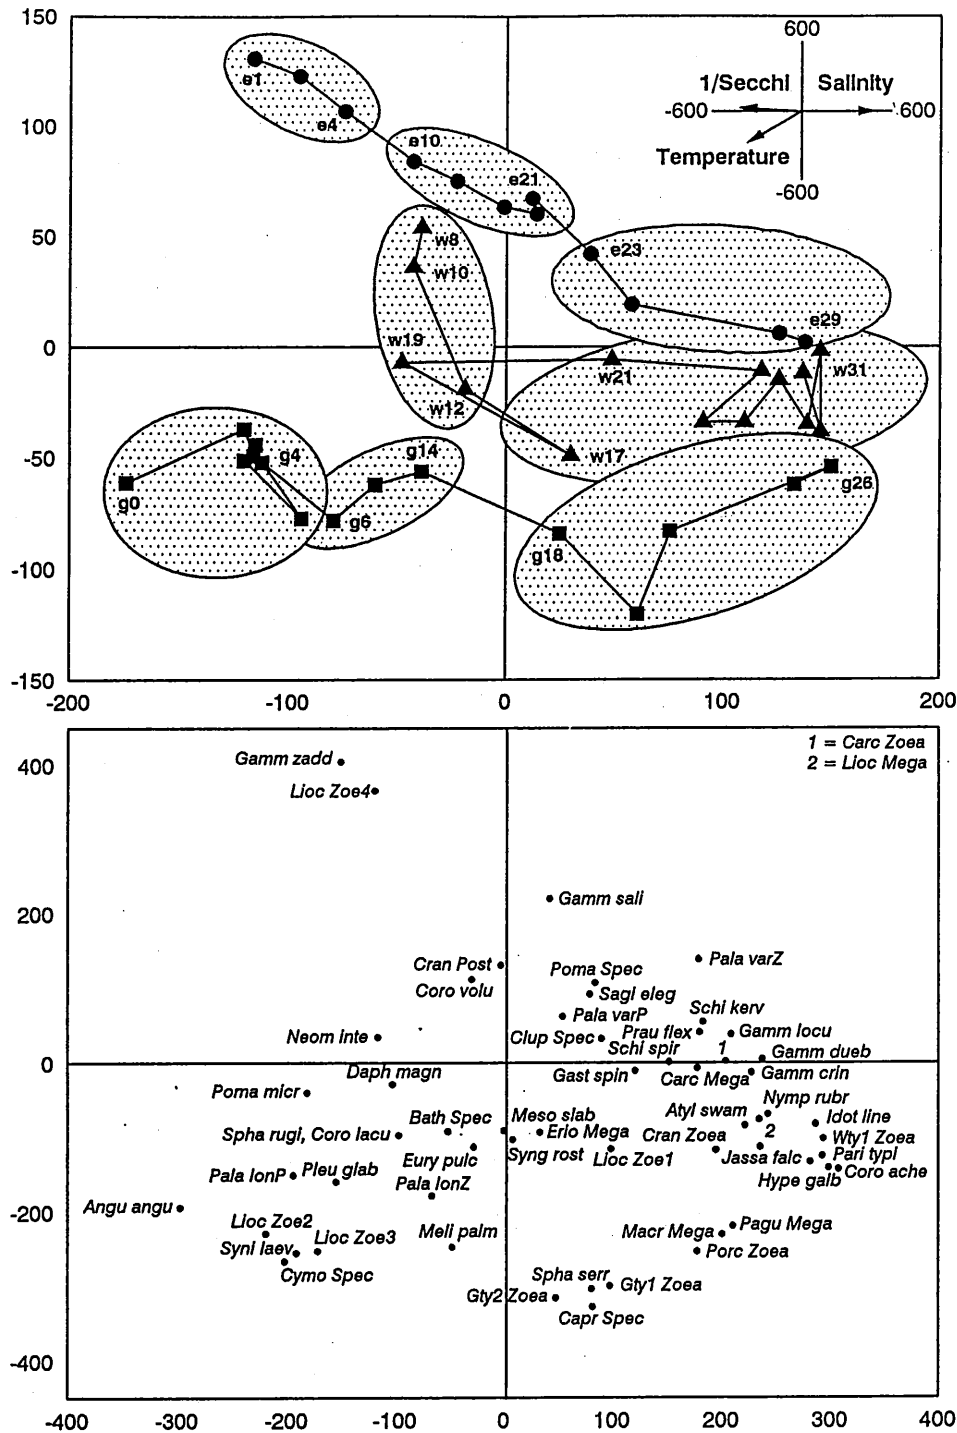 150
600
e1
1/Secchi Salinity
-600 600
100
e4
e10
Temperature
e21
-600
50
w8
e23
w10
e29
w19
0
w21
w31
w12
-50
g4
g14
w17
g0
g26
g6
g18
-100
-150
-200 -100 0 100 200
1 = Carc Zoea
2 = Lioc Mega
400
Gamm zadd
Lioc Zoe4
200
Gamm sali
Cran Post
Poma Spec
Pala varZ
Coro volu
Sagi eleg
Pala varP
Schi kerv
Neom inte
Clup Spec
Prau flex
Gamm locu
Schi spir
1
Gamm dueb
0
Daph magn
Gast spin
Carc Mega
Gamm crin
Poma micr
Nymp rubr
Bath Spec
Meso slab
Atyl swam
Idot line
Spha rugi, Coro lacu
Erio Mega
Cran Zoea
2
Wty1 Zoea
Eury pulc
Syng rost
Lioc Zoe1
Jassa falc
Pari typi
Pala lonP
Pleu glab
Pala lonZ
Hype galb
Coro ache
-200
Angu angu
Lioc Zoe2
Lioc Zoe3
Meli palm
Macr Mega
Pagu Mega
Syni laev
Porc Zoea
Cymo Spec
Spha serr
Gty1 Zoea
Gty2 Zoea
Capr Spec
-400
-400 -300 -200 -100 0 100 200 300 400